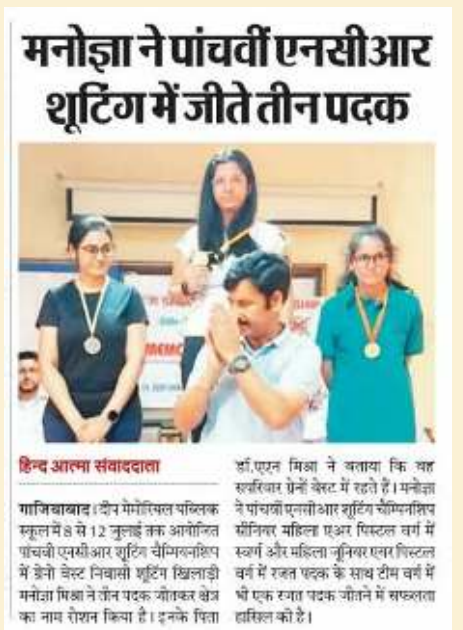 मनोज्ञा ने पांचवीं एनसीआर
शूटिंग में जीते तीन पदक
MEMO
हिन्द आत्मा संवाददाता
गाजियाबाद। दीप मेमोरियल पब्लिक
स्कूल में 8 से 12 जुलाई तक आयोजित
पांचवी एनसीआर शूटिंग चैम्पियनशिप
में ग्रेनो वेस्ट निवासी शूटिंग खिलाड़ी
मनोज्ञा मिश्रा ने तीन पदक जीतकर क्षेत्र
का नाम रोशन किया है। इनके पिता
डॉ.एएन मिश्रा ने बताया कि वह
सपरिवार ग्रेनों वेस्ट में रहते हैं। मनोज्ञा
ने पांचवी एनसीआर शूटिंग चैम्पियनशिप
सीनियर महिला एअर पिस्टल वर्ग में
स्वर्ण और महिला जूनियर एयर पिस्टल
वर्ग में रजत पदक के साथ टीम वर्ग में
भी एक रजत पदक जीतने में सफलता
हासिल की है।